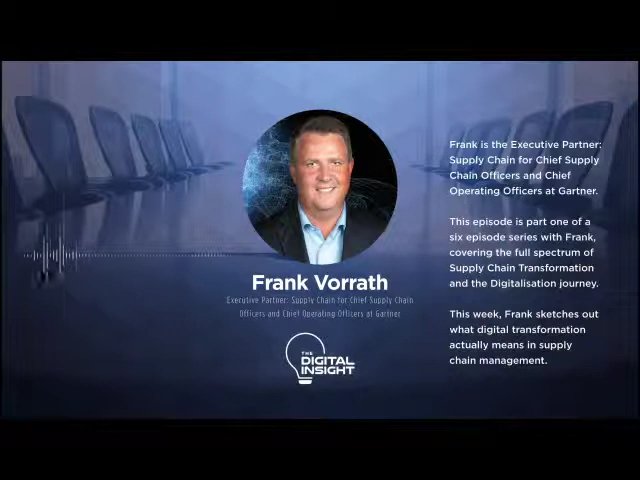 Frank is the Executive Partner:
Supply Chain for Chief Supply
Chain Officers and Chief
Operating Officers at Gartner.
This episode is part one of a
six episode series with Frank,
covering the full spectrum of
Supply Chain Transformation
and the Digitalisation journey.
This week, Frank sketches out
what digital transformation
actually means in supply
chain management.
Frank Vorrath
Executive Partner: Supply Chain for Chief Supply Chain
Officers and Chief Operating Officers at Gartner
THE
DIGITAL
INSIGHT